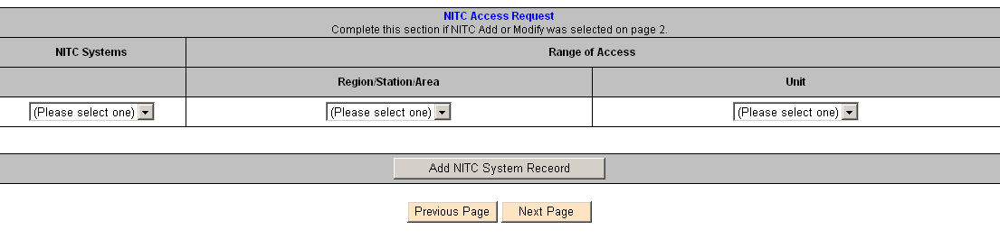 NITC Access Request
Complete this section if NITC Add or Modify was selected on page 2.
NITC Systems Range of Access
Region/Station/Area Unit
(Please select one) (Please select one) (Please select one)
Add NITC System Receord
Previous Page Next Page